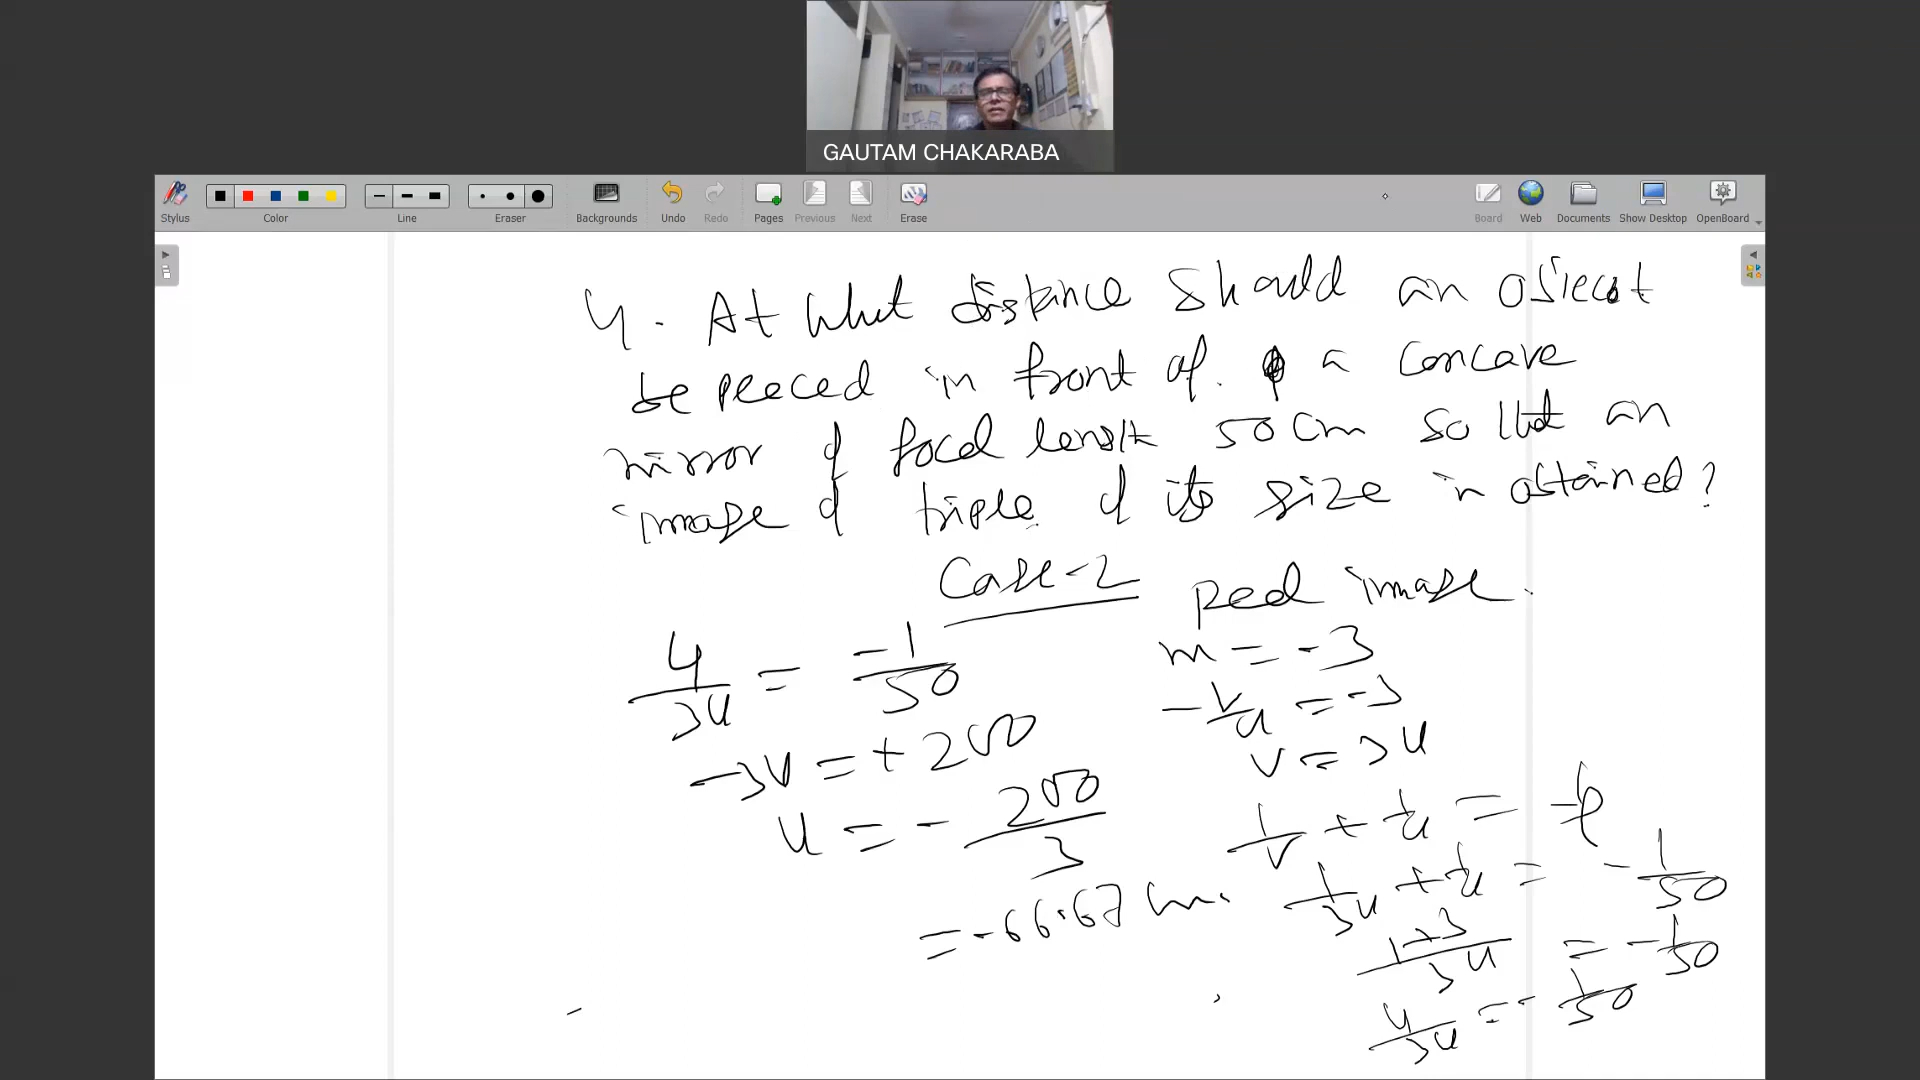 GAUTAM CHAKARABA
Stylus
Color
Line
Eraser
Backgrounds
Undo
Redo
Pages
Previous
Next
Erase
Board
Web
Documents
Show Desktop
OpenBoard
4. At what distance should an object
be placed in front of a concave
mirror of focal length 50 cm so that an
image of triple of its size is obtained?
Case-2 real image.
m = -3
-v/u = -3
v = 3u
1/v + 1/u = 1/f
1/3u + 1/u = -1/50
1+3/3u = -1/50
4/3u = -1/50
4/3u = -1/50
-3u = +200
u = -200/3
= -66.67 cm.